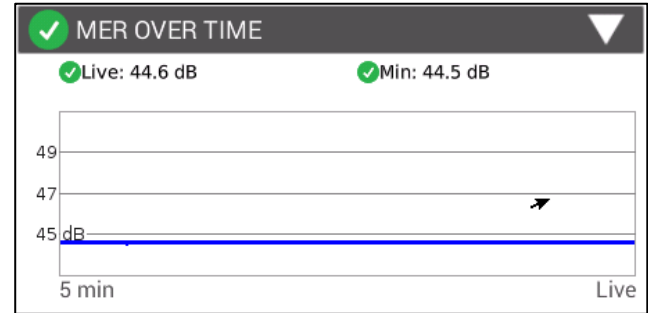 MER OVER TIME
Live: 44.6 dB Min: 44.5 dB
49
47
45 dB
5 min Live